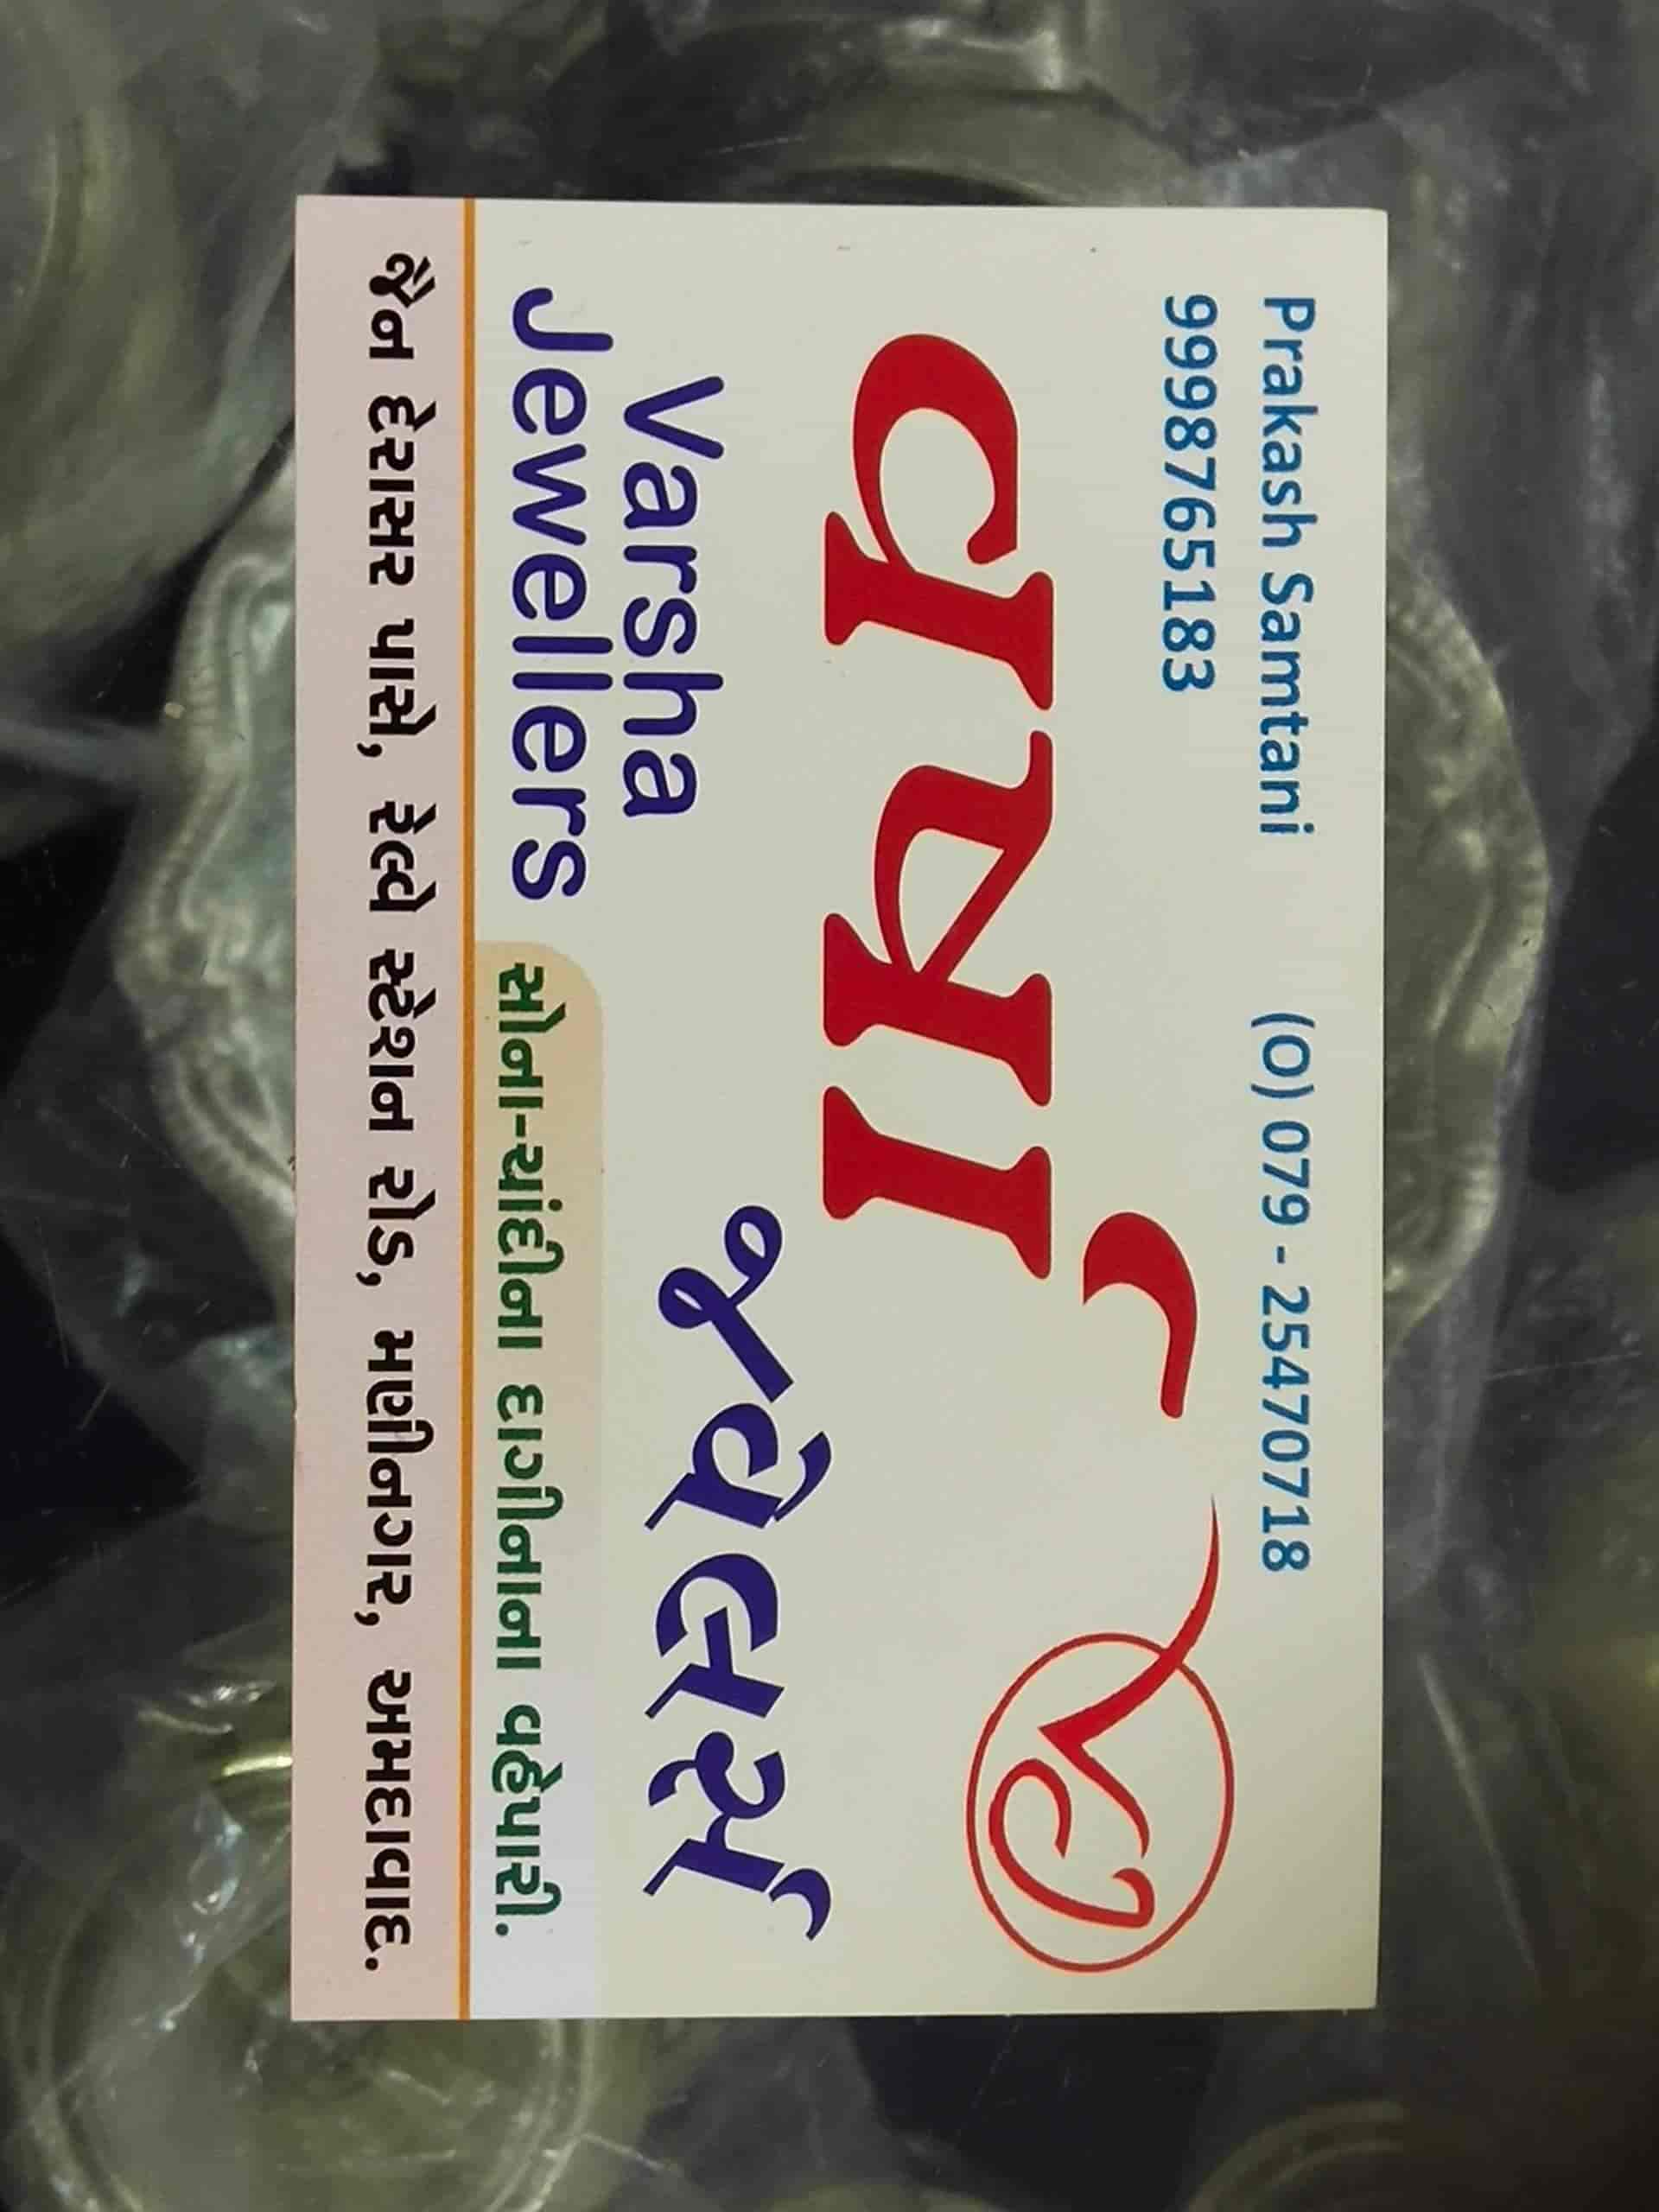 Prakash Samtani (O) 079 - 25470718
9998765183
વર્ષા
Varsha
Jewellers
જ્વેલર્સ
સોના-ચાંદીના દાગીનાના વહેપારી.
જૈન દેરાસર પાસે, રેલ્વે સ્ટેશન રોડ, મણીનગર, અમદાવાદ.